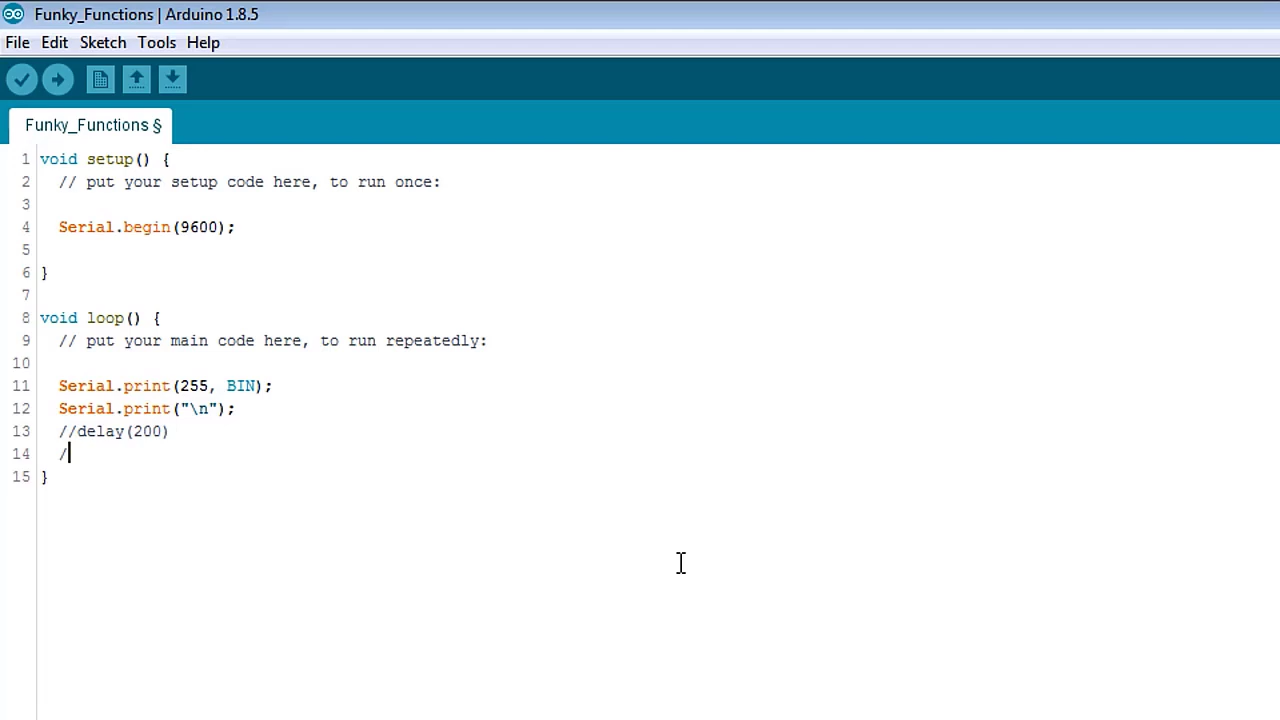 Funky_Functions | Arduino 1.8.5
File Edit Sketch Tools Help
Funky_Functions §
1 void setup() {
2 // put your setup code here, to run once:
3
4 Serial.begin(9600);
5
6 }
7
8 void loop() {
9 // put your main code here, to run repeatedly:
10
11 Serial.print(255, BIN);
12 Serial.print("\n");
13 //delay(200)
14 /
15 }